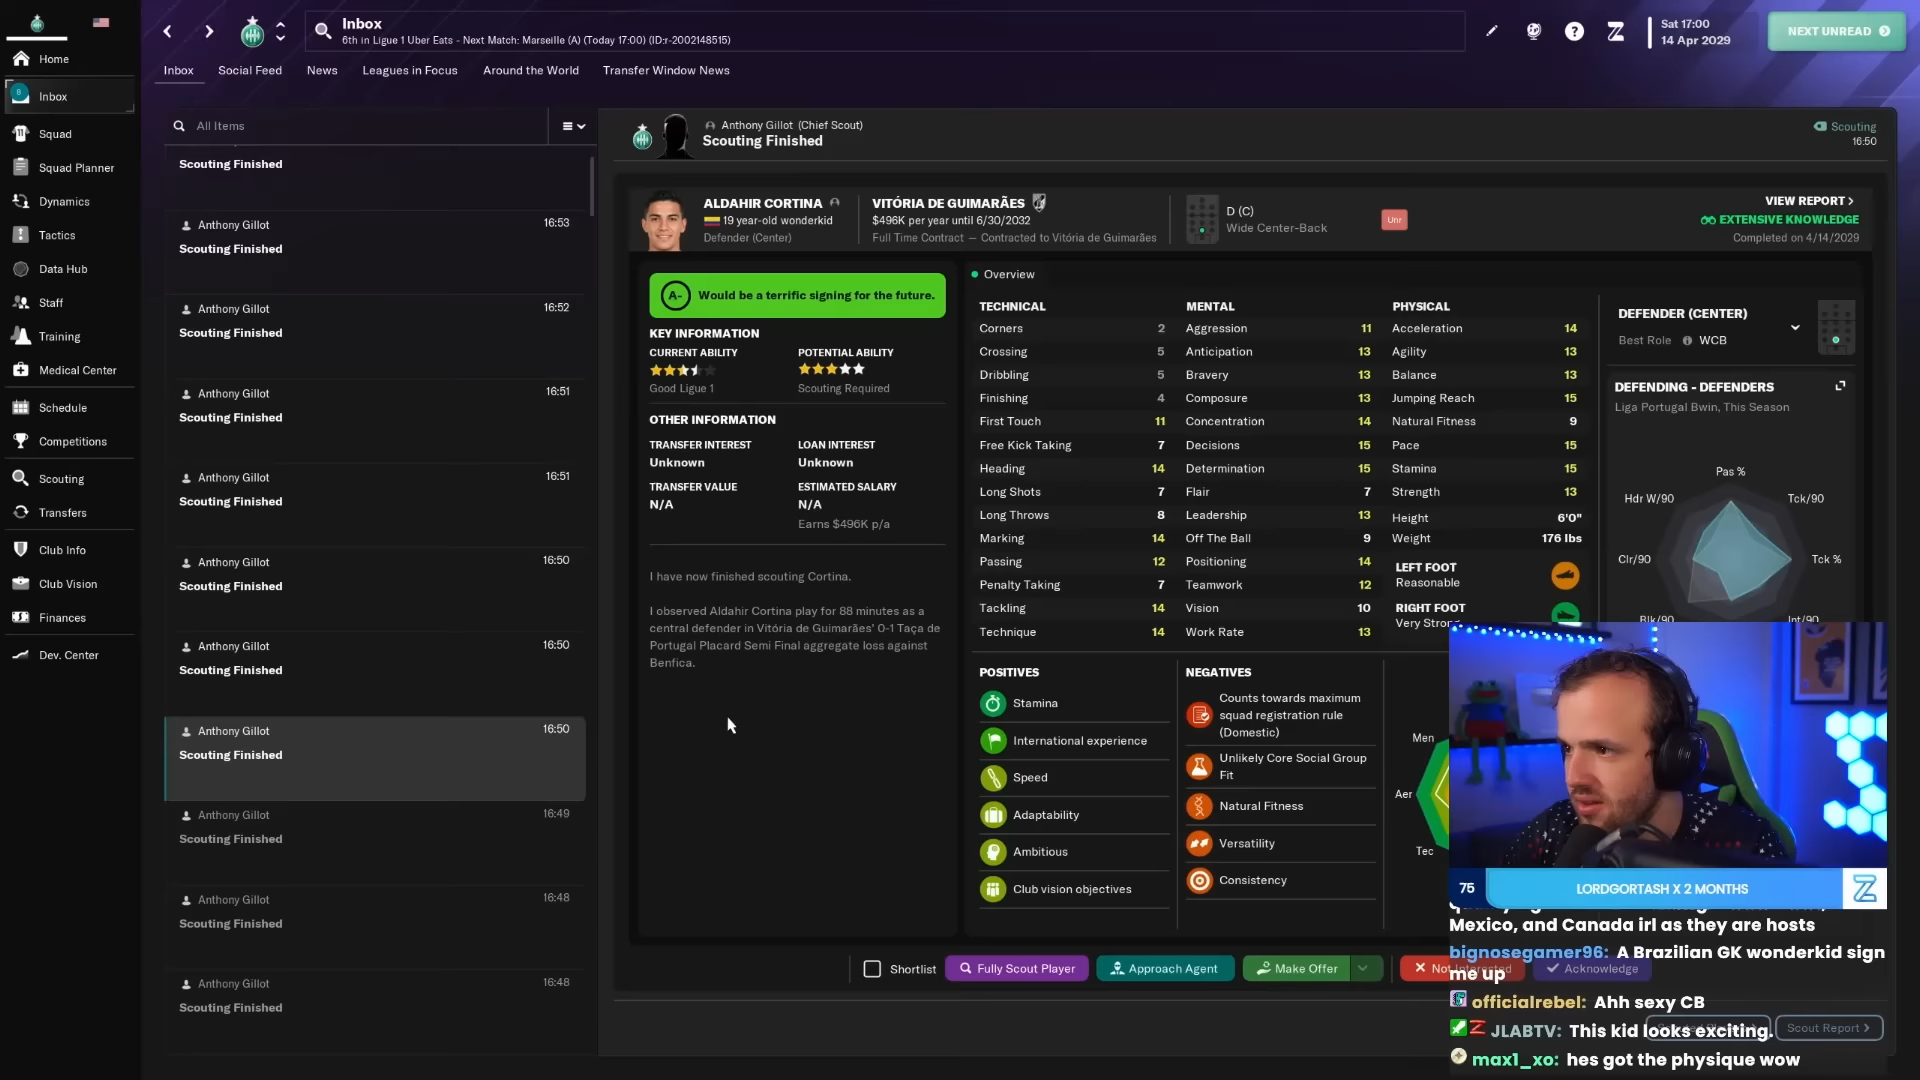 Inbox
6th in Ligue 1 Uber Eats - Next Match: Marseille (A) (Today 17:00) (ID:r-2002148515)
Sat 17:00
14 Apr 2029
NEXT UNREAD
Home
Inbox
8
Squad
Squad Planner
Dynamics
Tactics
Data Hub
Staff
Training
Medical Center
Schedule
Competitions
Scouting
Transfers
Club Info
Club Vision
Finances
Dev. Center
Inbox
Social Feed
News
Leagues in Focus
Around the World
Transfer Window News
All Items
Scouting Finished
Anthony Gillot 16:53
Scouting Finished
Anthony Gillot 16:52
Scouting Finished
Anthony Gillot 16:51
Scouting Finished
Anthony Gillot 16:51
Scouting Finished
Anthony Gillot 16:50
Scouting Finished
Anthony Gillot 16:50
Scouting Finished
Anthony Gillot 16:50
Scouting Finished
Anthony Gillot 16:49
Scouting Finished
Anthony Gillot 16:48
Scouting Finished
Anthony Gillot 16:48
Scouting Finished
Anthony Gillot (Chief Scout)
Scouting Finished
Scouting
16:50
ALDAHIR CORTINA
19 year-old wonderkid
Defender (Center)
VITÓRIA DE GUIMARÃES
$496K per year until 6/30/2032
Full Time Contract — Contracted to Vitória de Guimarães
D (C)
Wide Center-Back
Unr
VIEW REPORT >
EXTENSIVE KNOWLEDGE
Completed on 4/14/2029
A- Would be a terrific signing for the future.
KEY INFORMATION
CURRENT ABILITY
Good Ligue 1
POTENTIAL ABILITY
Scouting Required
OTHER INFORMATION
TRANSFER INTEREST
Unknown
LOAN INTEREST
Unknown
TRANSFER VALUE
N/A
ESTIMATED SALARY
N/A
Earns $496K p/a
I have now finished scouting Cortina.
I observed Aldahir Cortina play for 88 minutes as a
central defender in Vitória de Guimarães' 0-1 Taça de
Portugal Placard Semi Final aggregate loss against
Benfica.
Overview
TECHNICAL
Corners 2
Crossing 5
Dribbling 5
Finishing 4
First Touch 11
Free Kick Taking 7
Heading 14
Long Shots 7
Long Throws 8
Marking 14
Passing 12
Penalty Taking 7
Tackling 14
Technique 14
MENTAL
Aggression 11
Anticipation 13
Bravery 13
Composure 13
Concentration 14
Decisions 15
Determination 15
Flair 7
Leadership 13
Off The Ball 9
Positioning 14
Teamwork 12
Vision 10
Work Rate 13
PHYSICAL
Acceleration 14
Agility 13
Balance 13
Jumping Reach 15
Natural Fitness 9
Pace 15
Stamina 15
Strength 13
Height 6'0"
Weight 176 lbs
LEFT FOOT
Reasonable
RIGHT FOOT
Very Strong
DEFENDER (CENTER)
Best Role WCB
DEFENDING - DEFENDERS
Liga Portugal Bwin, This Season
Pas %
Hdr W/90
Tck/90
Clr/90
Tck %
Blk/90
Int/90
POSITIVES
Stamina
International experience
Speed
Adaptability
Ambitious
Club vision objectives
NEGATIVES
Counts towards maximum
squad registration rule
(Domestic)
Unlikely Core Social Group
Fit
Natural Fitness
Versatility
Consistency
Men
Aer
Tec
75 LORDGORTASH X 2 MONTHS
Mexico, and Canada irl as they are hosts
bignosegamer96: A Brazilian GK wonderkid sign
me up
officialrebel: Ahh sexy CB
JLABTV: This kid looks exciting.
max1_xo: hes got the physique wow
Shortlist
Fully Scout Player
Approach Agent
Make Offer
Not Interested
Acknowledge
Scout Report >